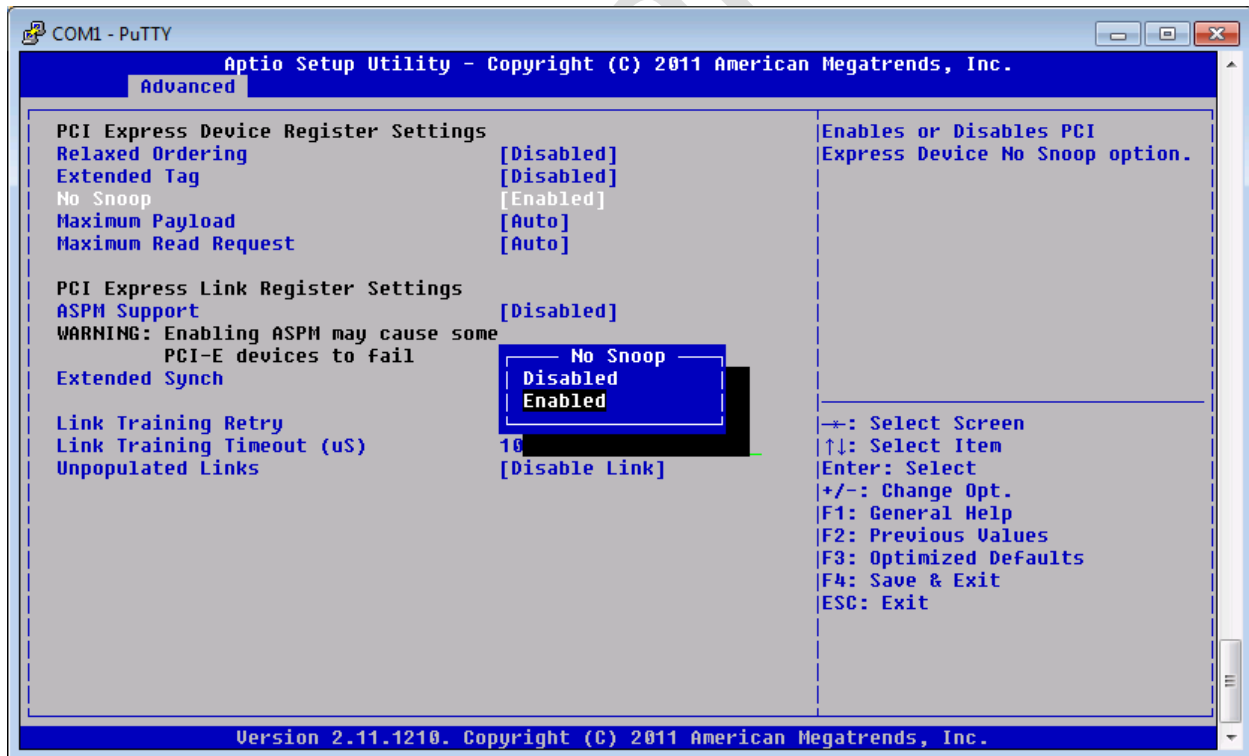 COM1 - PuTTY
Aptio Setup Utility - Copyright (C) 2011 American Megatrends, Inc.
Advanced
PCI Express Device Register Settings
Relaxed Ordering [Disabled]
Extended Tag [Disabled]
No Snoop [Enabled]
Maximum Payload [Auto]
Maximum Read Request [Auto]
PCI Express Link Register Settings
ASPM Support [Disabled]
WARNING: Enabling ASPM may cause some
PCI-E devices to fail
Extended Synch
Link Training Retry
Link Training Timeout (uS) 10
Unpopulated Links [Disable Link]
No Snoop
Disabled
Enabled
Enables or Disables PCI
Express Device No Snoop option.
→←: Select Screen
↑↓: Select Item
Enter: Select
+/-: Change Opt.
F1: General Help
F2: Previous Values
F3: Optimized Defaults
F4: Save & Exit
ESC: Exit
Version 2.11.1210. Copyright (C) 2011 American Megatrends, Inc.